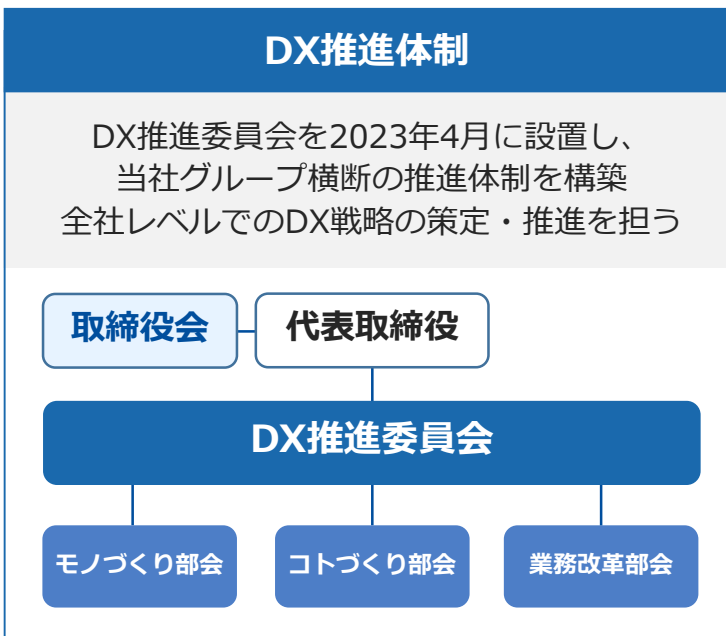 DX推進体制
DX推進委員会を2023年4月に設置し、
当社グループ横断の推進体制を構築
全社レベルでのDX戦略の策定・推進を担う
取締役会
代表取締役
DX推進委員会
モノづくり部会
コトづくり部会
業務改革部会